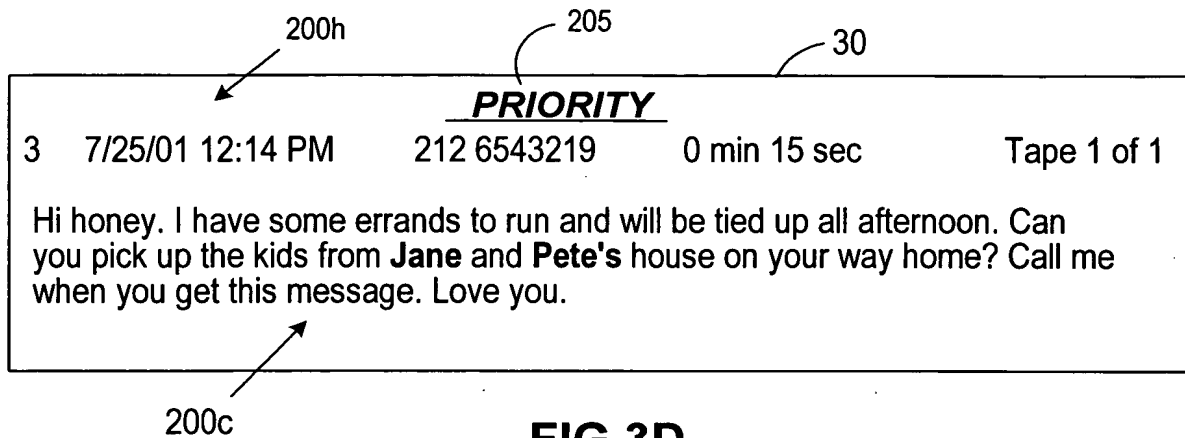 200h
205
30
PRIORITY
3 7/25/01 12:14 PM 212 6543219 0 min 15 sec Tape 1 of 1
Hi honey. I have some errands to run and will be tied up all afternoon. Can
you pick up the kids from Jane and Pete's house on your way home? Call me
when you get this message. Love you.
200c
FIG 3D